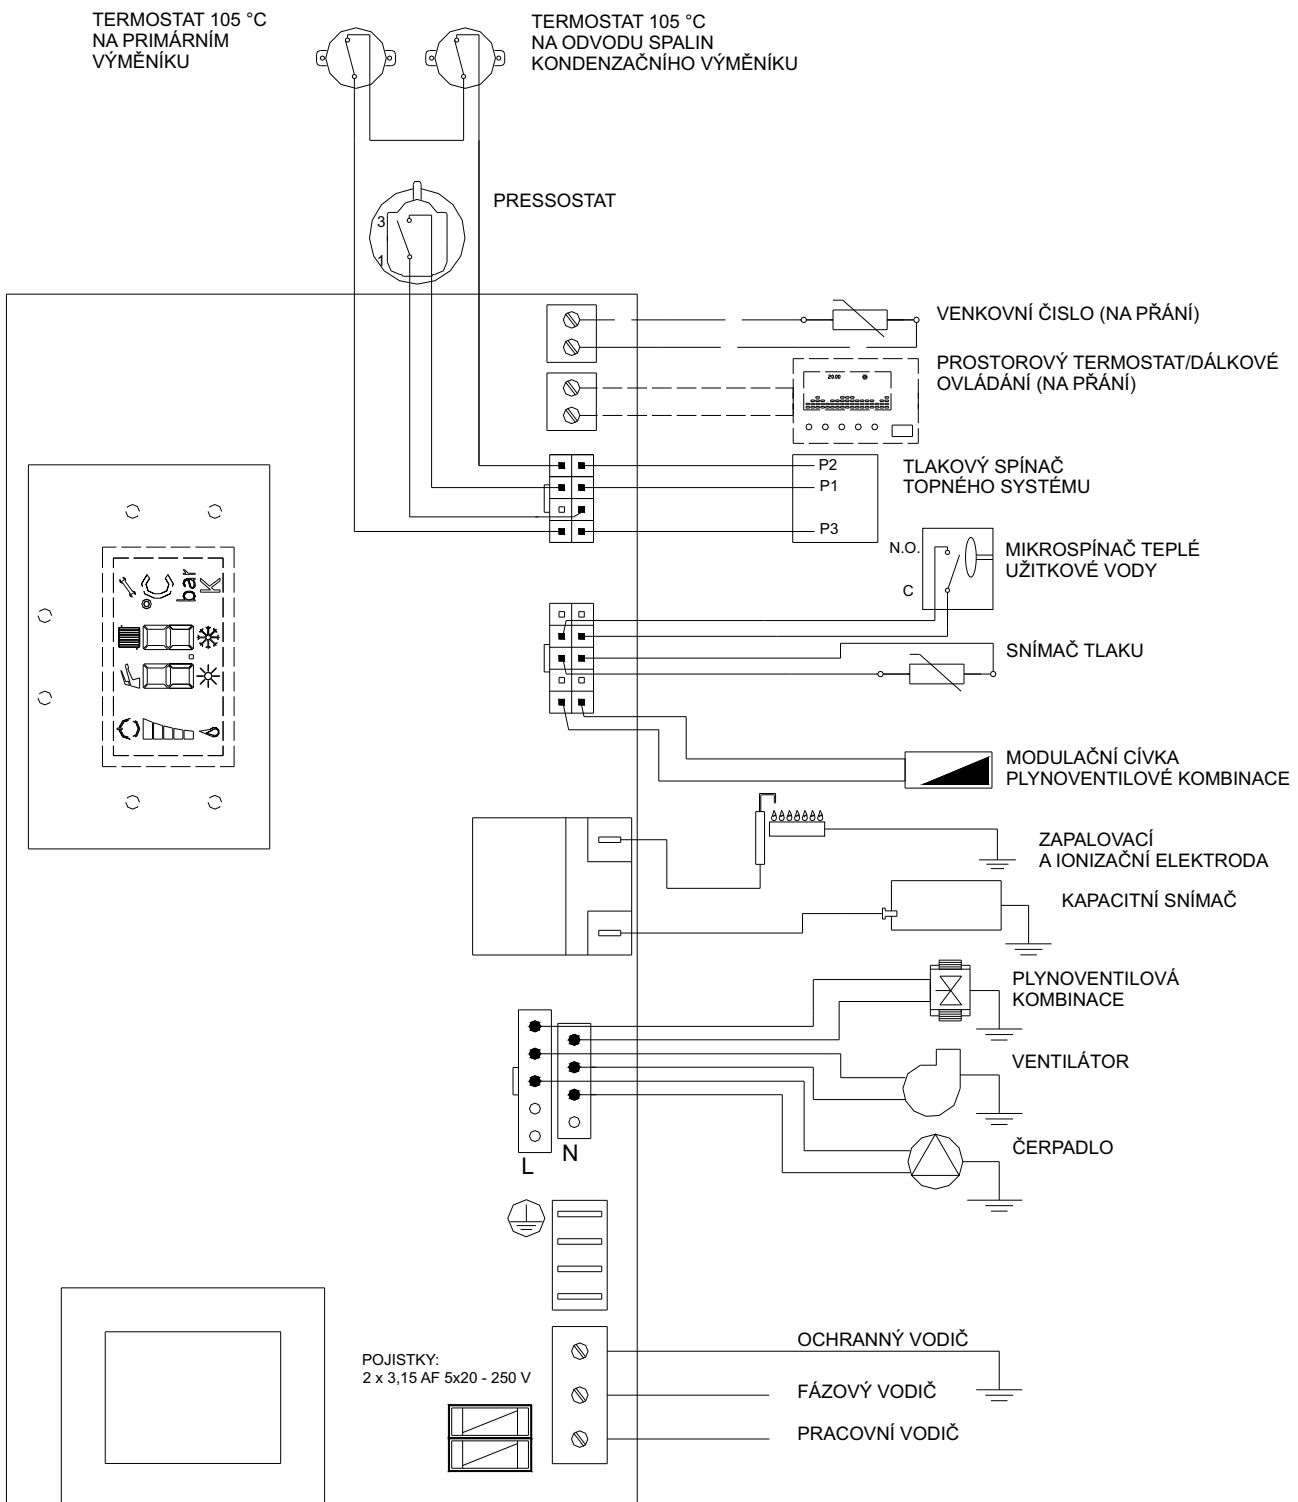 TERMOSTAT 105 °C
NA PRIMÁRNÍM
VÝMĚNÍKU
TERMOSTAT 105 °C
NA ODVODU SPALIN
KONDENZAČNÍHO VÝMĚNÍKU
PRESSOSTAT
3
1
VENKOVNÍ ČISLO (NA PŘÁNÍ)
PROSTOROVÝ TERMOSTAT/DÁLKOVÉ
OVLÁDÁNÍ (NA PŘÁNÍ)
20.00
P2
P1
P3
TLAKOVÝ SPÍNAČ
TOPNÉHO SYSTÉMU
N.O.
C
MIKROSPÍNAČ TEPLÉ
UŽITKOVÉ VODY
°C
bar
K
SNÍMAČ TLAKU
MODULAČNÍ CÍVKA
PLYNOVENTILOVÉ KOMBINACE
ZAPALOVACÍ
A IONIZAČNÍ ELEKTRODA
KAPACITNÍ SNÍMAČ
PLYNOVENTILOVÁ
KOMBINACE
VENTILÁTOR
ČERPADLO
L
N
OCHRANNÝ VODIČ
FÁZOVÝ VODIČ
PRACOVNÍ VODIČ
POJISTKY:
2 x 3,15 AF 5x20 - 250 V